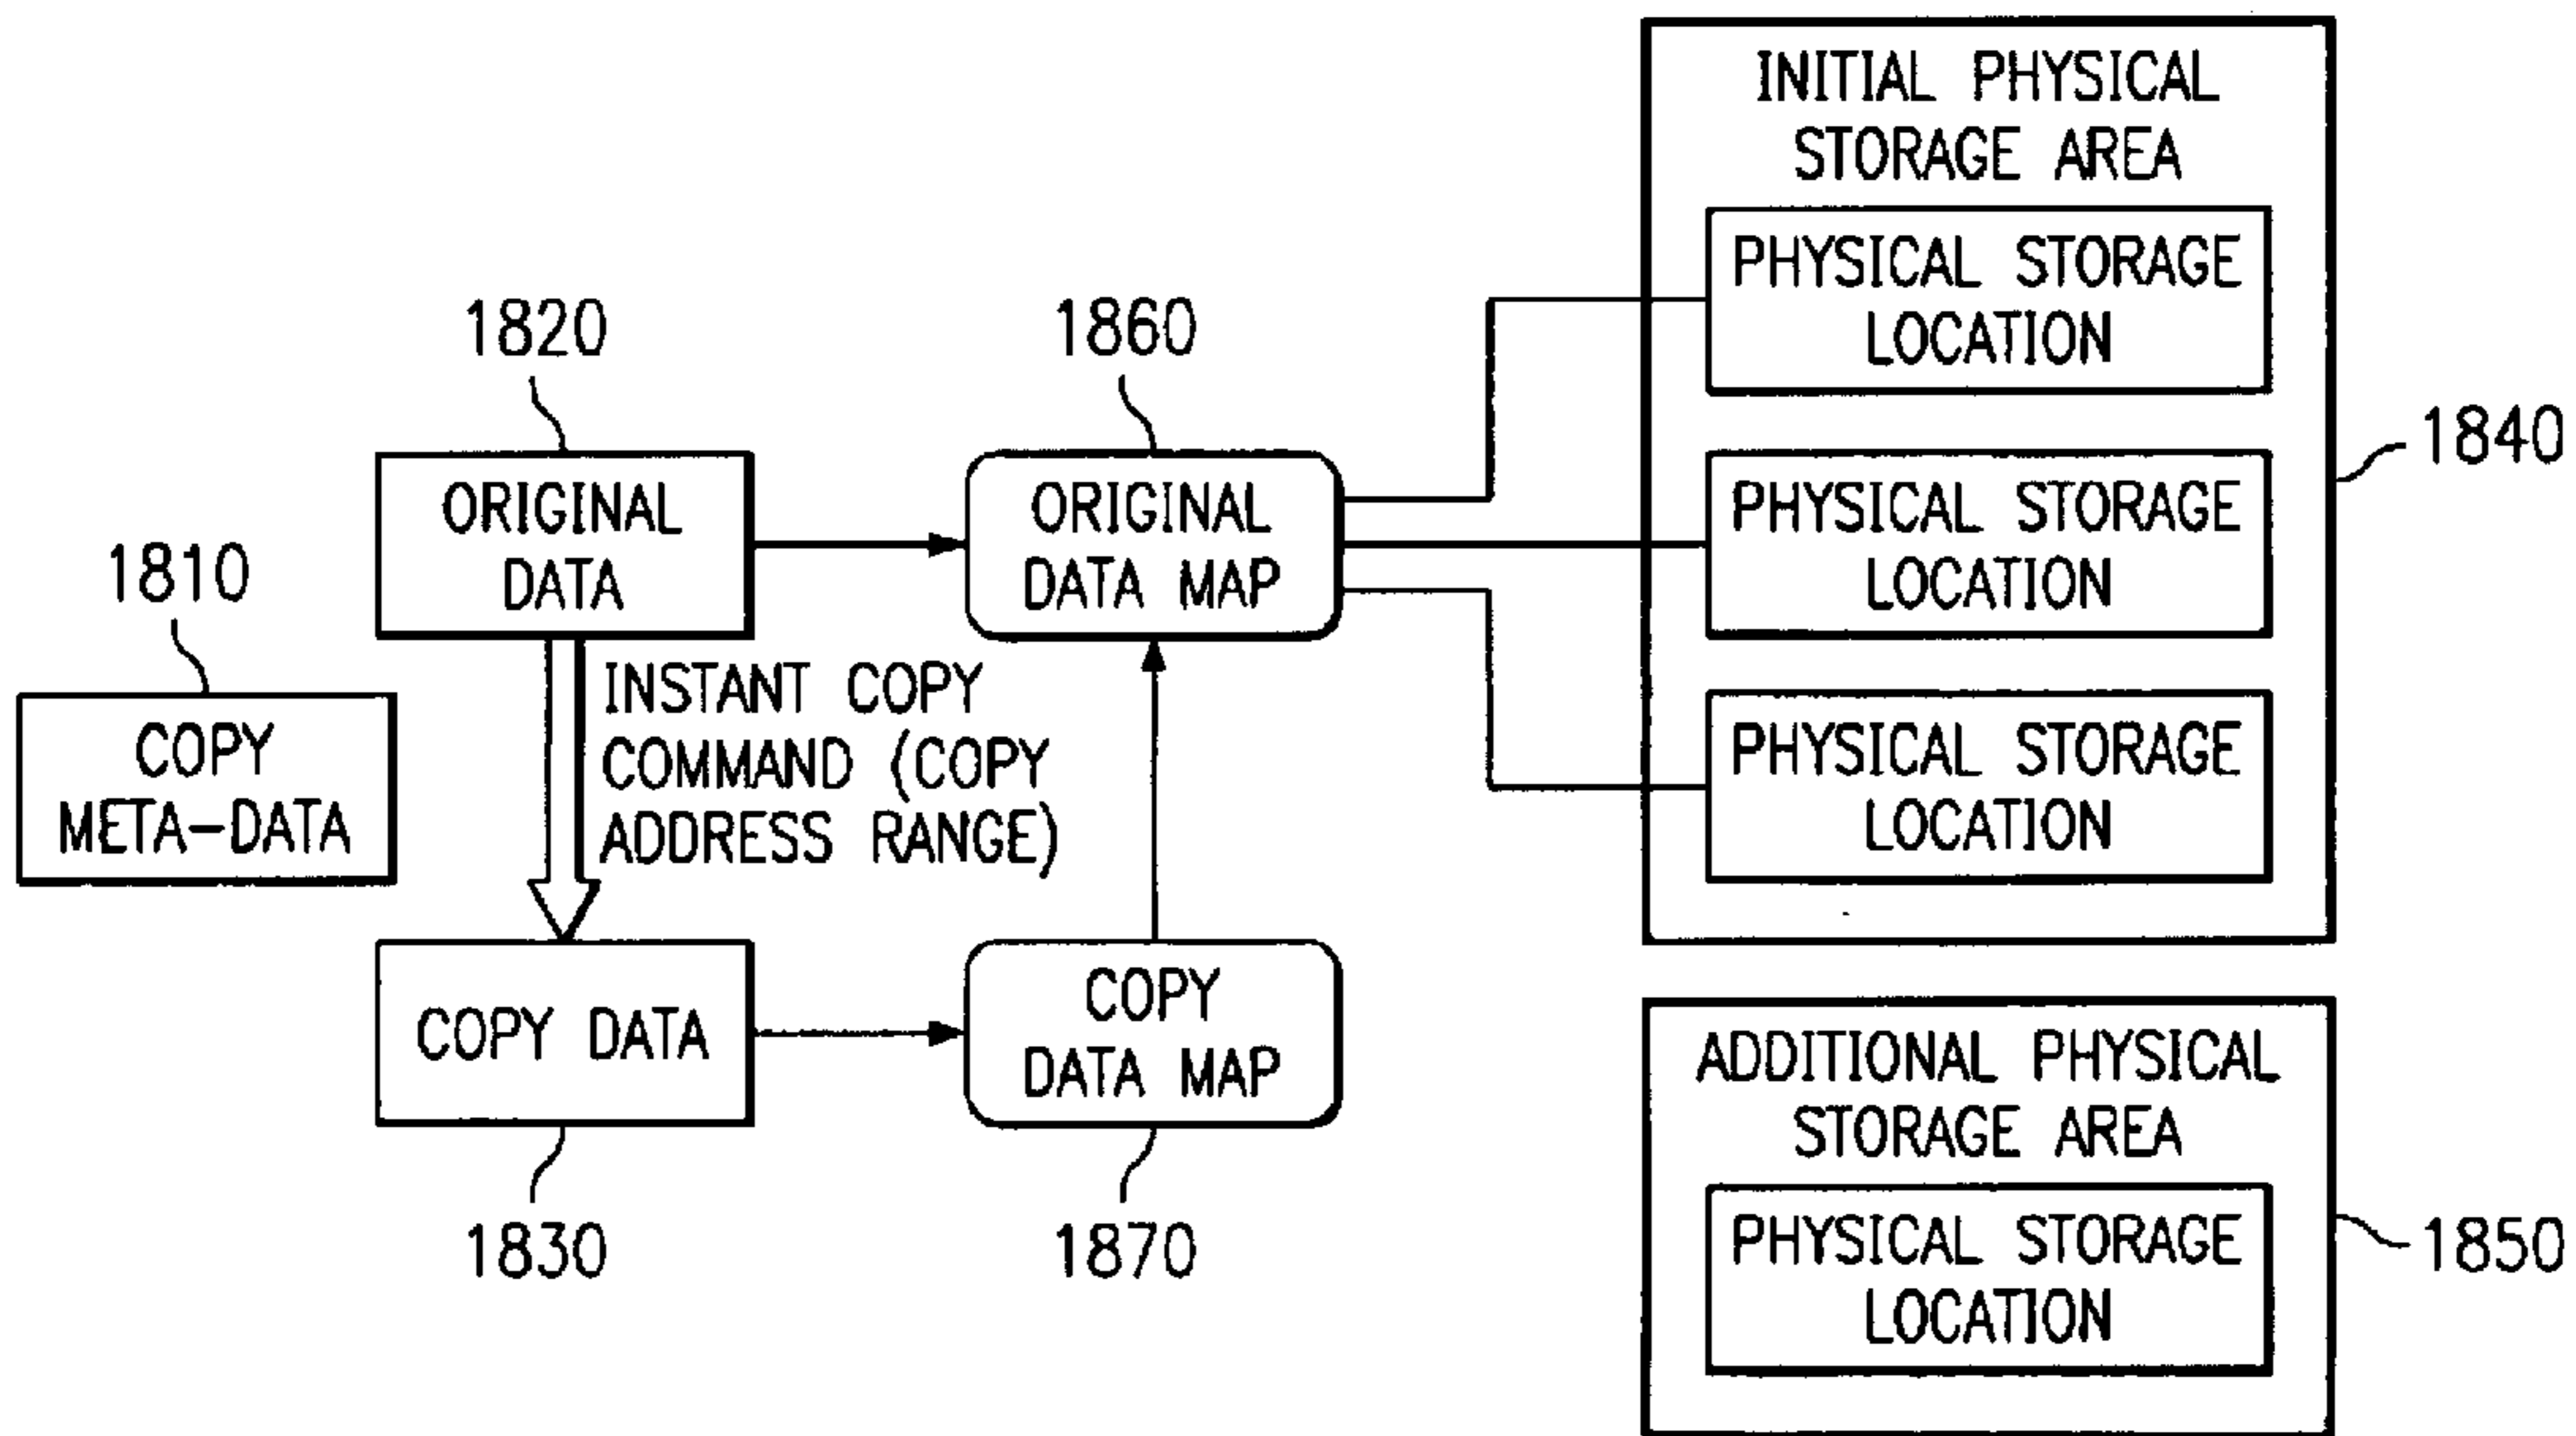 INITIAL PHYSICAL
STORAGE AREA
PHYSICAL STORAGE
LOCATION
1820
1860
1840
ORIGINAL
DATA
ORIGINAL
DATA MAP
PHYSICAL STORAGE
LOCATION
1810
COPY
META-DATA
INSTANT COPY
COMMAND (COPY
ADDRESS RANGE)
PHYSICAL STORAGE
LOCATION
COPY DATA
COPY
DATA MAP
1830
1870
ADDITIONAL PHYSICAL
STORAGE AREA
PHYSICAL STORAGE
LOCATION
1850